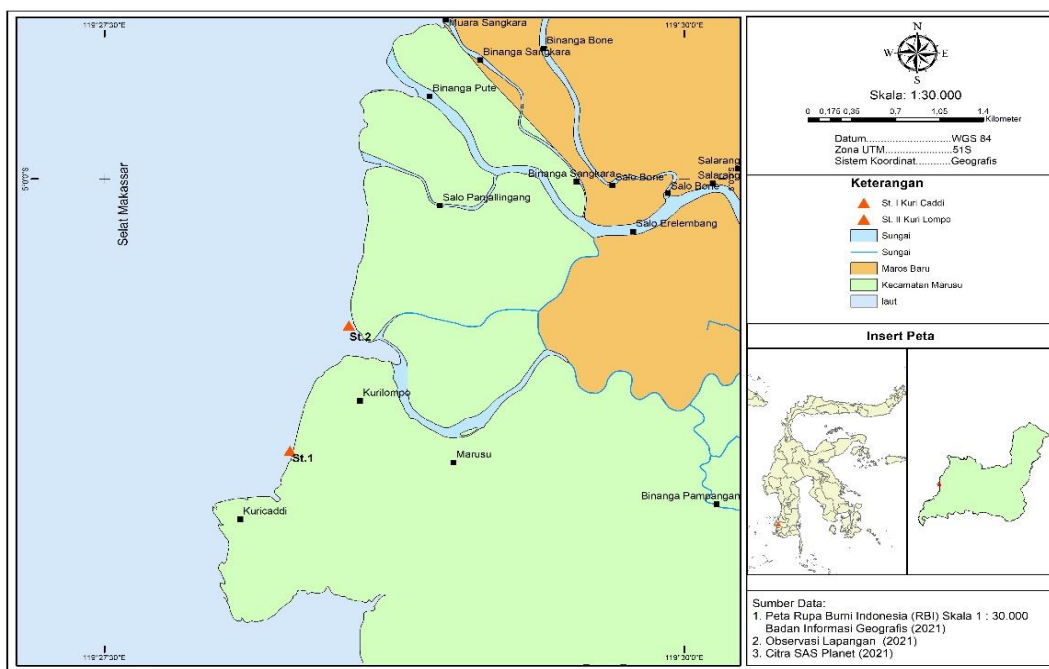 119°27'30"E
119°30'0"E
Muara Sangkara
Binanga Bone
Binanga Sangkara
Binanga Pute
Salarang
5°0'0"S
Binanga Sangkara
Salo Bone
Salarang
5°0'0"S
Salo Bone
Salo Panjallingang
Selat Makassar
Salo Erelembang
St.2
Kurilompo
St.1
Marusu
Binanga Pampangan
Kuricaddi
119°27'30"E
119°30'0"E
N
W E
S
Skala: 1:30.000
0 0,175 0,35 0,7 1,05 1,4
Kilometer
Datum....................WGS 84
Zona UTM....................51S
Sistem Koordinat..........Geografis
Keterangan
St. I Kuri Caddi
St. II Kuri Lompo
Sungai
Sungai
Maros Baru
Kecamatan Marusu
laut
Insert Peta
Sumber Data:
1. Peta Rupa Bumi Indonesia (RBI) Skala 1 : 30.000
Badan Informasi Geografis (2021)
2. Observasi Lapangan (2021)
3. Citra SAS Planet (2021)